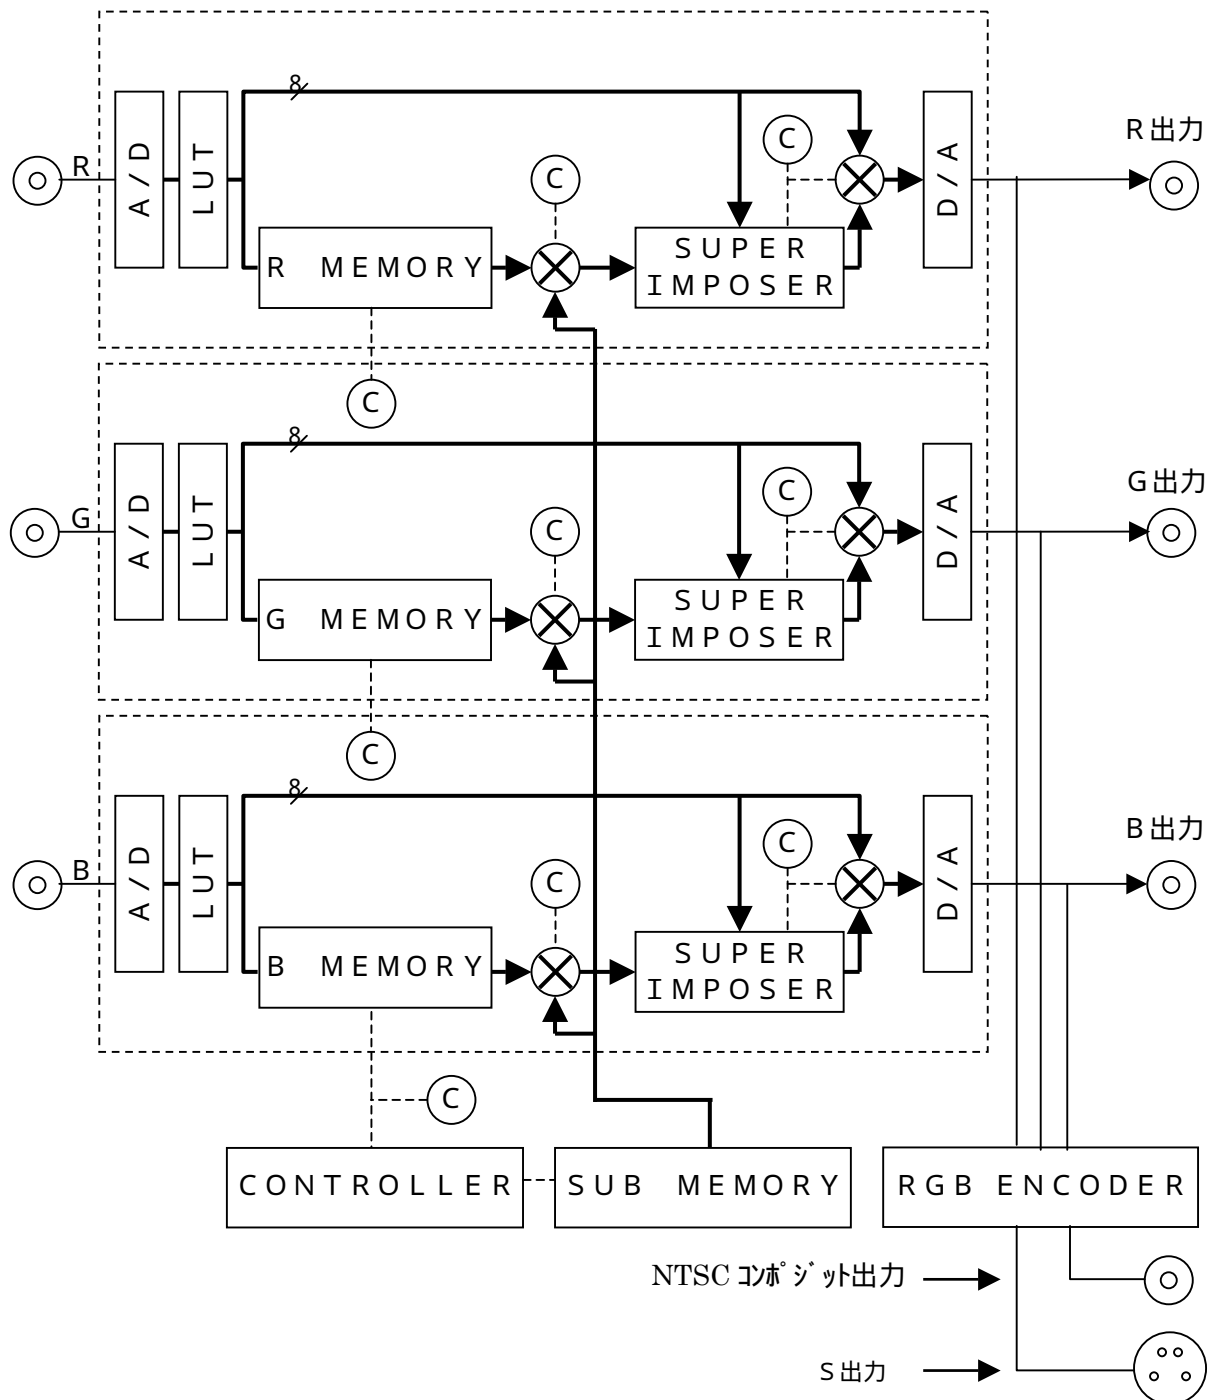 8
R
A/D
LUT
C
C
D/A
R出力
R MEMORY
SUPER
IMPOSER
C
8
G
A/D
LUT
C
C
D/A
G出力
G MEMORY
SUPER
IMPOSER
C
8
B
A/D
LUT
C
C
D/A
B出力
B MEMORY
SUPER
IMPOSER
C
CONTROLLER
SUB MEMORY
RGB ENCODER
NTSC ｺﾝﾎﾟｼﾞｯﾄ出力
S出力